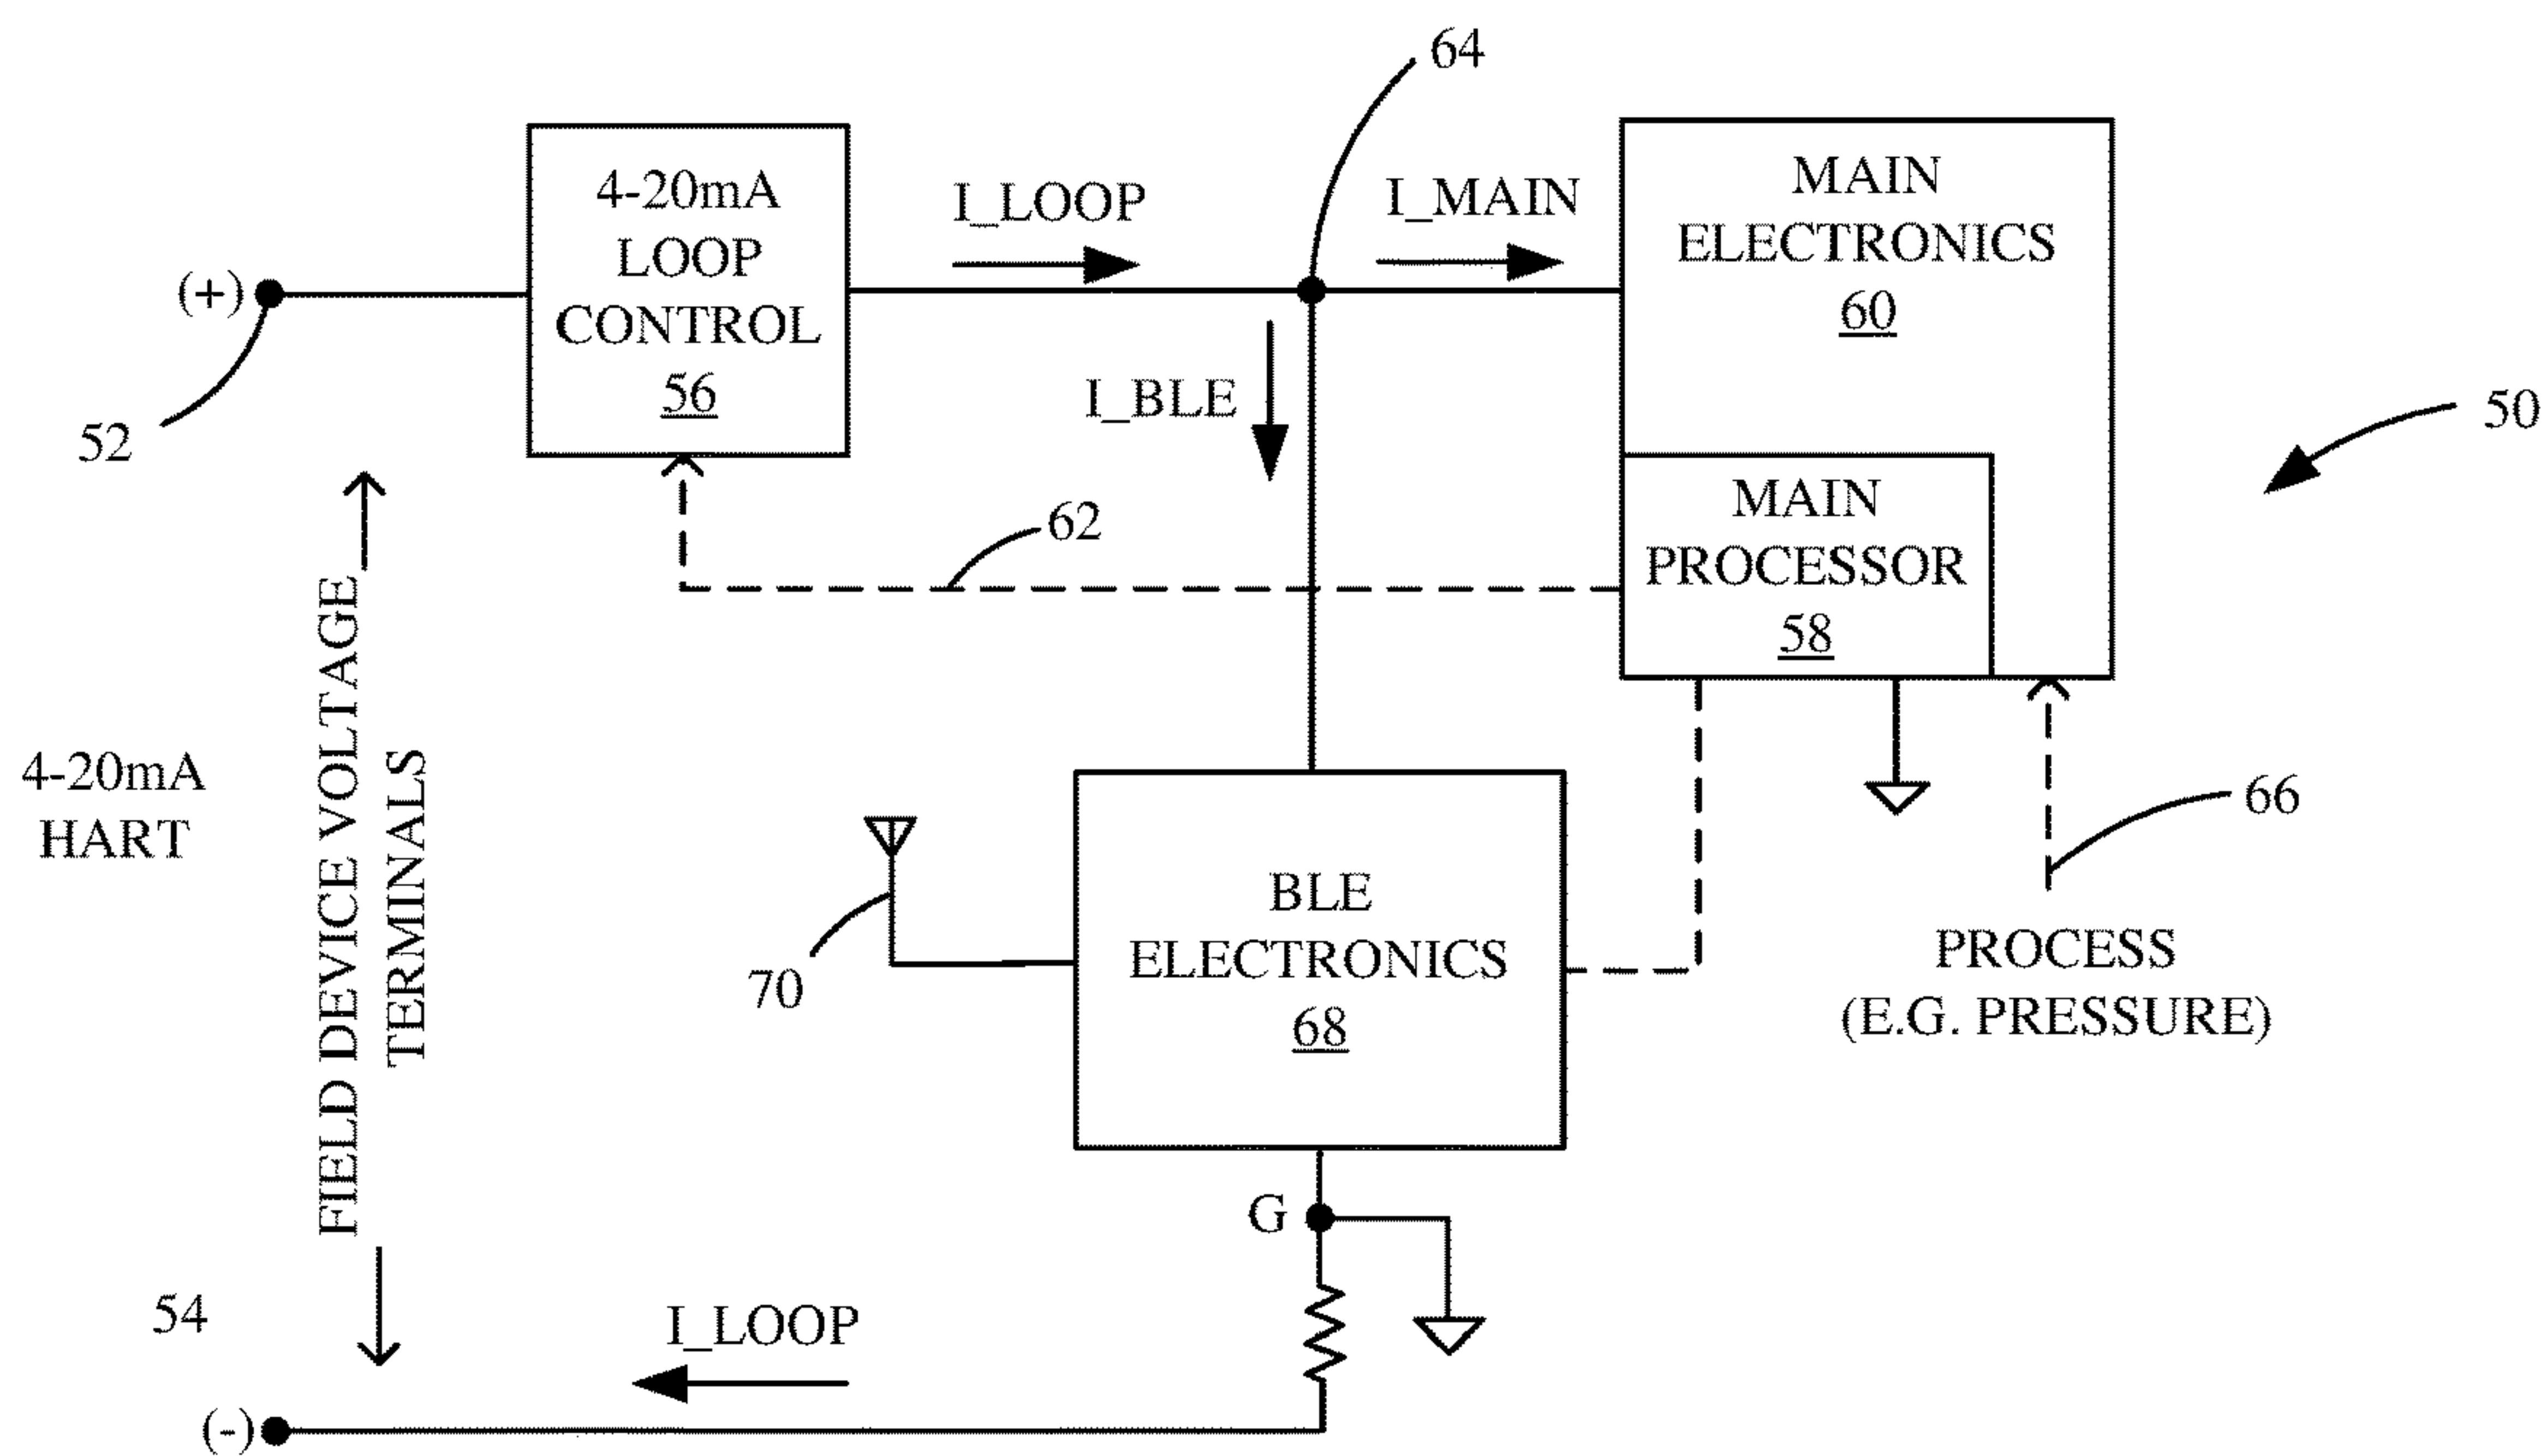 64
4-20mA
LOOP
CONTROL
56
I_LOOP
I_MAIN
MAIN
ELECTRONICS
60
(+)
52
I_BLE
50
62
MAIN
PROCESSOR
58
4-20mA
HART
FIELD DEVICE VOLTAGE
TERMINALS
66
BLE
ELECTRONICS
68
70
PROCESS
(E.G. PRESSURE)
G
54
I_LOOP
(-)